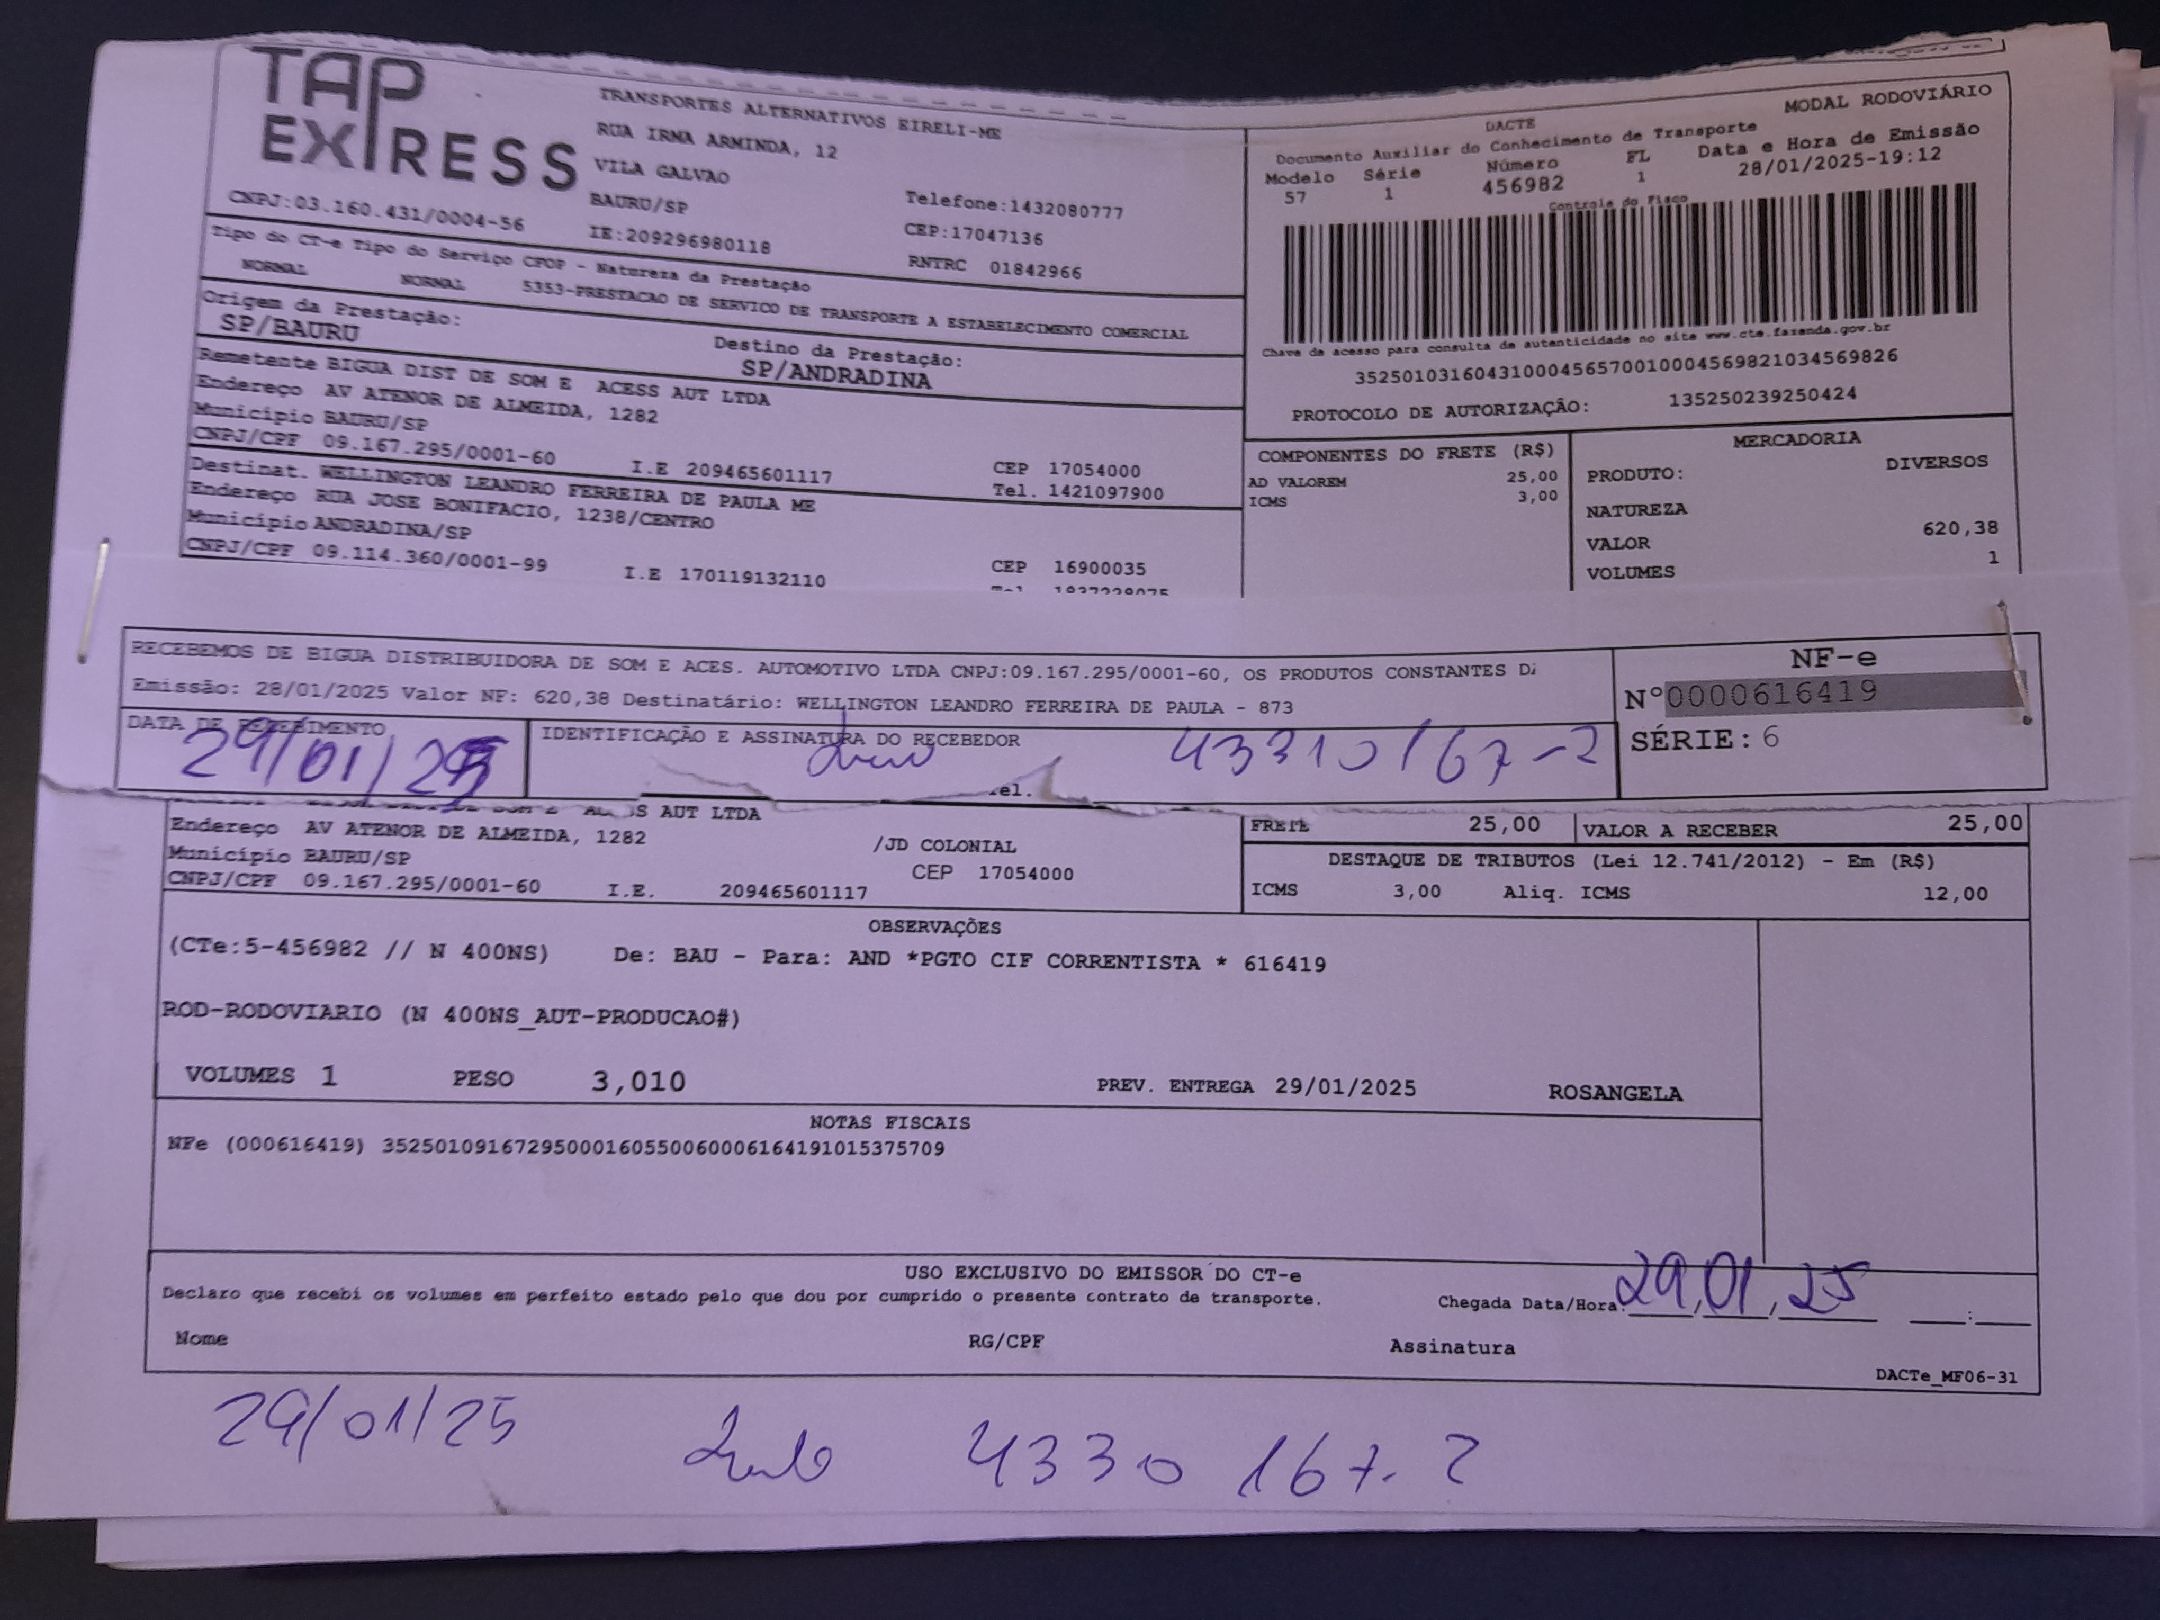 TAP
EXPRESS
TRANSPORTES ALTERNATIVOS EIRELI-ME
RUA IRMA ARMINDA, 12
VILA GALVAO
BAURU/SP
Telefone:1432080777
CNPJ:03.160.431/0004-56
IE:209296980118
CEP:17047136
RNTRC 01842966
Tipo do CT-e Tipo do Serviço CFOP - Natureza da Prestação
NORMAL NORMAL 5353-PRESTACAO DE SERVICO DE TRANSPORTE A ESTABELECIMENTO COMERCIAL
Origem da Prestação:
SP/BAURU
Destino da Prestação:
SP/ANDRADINA
Remetente BIGUA DIST DE SOM E ACESS AUT LTDA
Endereço AV ATENOR DE ALMEIDA, 1282
Município BAURU/SP
CEP 17054000
CNPJ/CPF 09.167.295/0001-60 I.E 209465601117 Tel. 1421097900
Destinat. WELLINGTON LEANDRO FERREIRA DE PAULA ME
Endereço RUA JOSE BONIFACIO, 1238/CENTRO
Município ANDRADINA/SP
CEP 16900035
CNPJ/CPF 09.114.360/0001-99 I.E 170119132110
MODAL RODOVIÁRIO
DACTE
Documento Auxiliar do Conhecimento de Transporte
Modelo Série Número FL Data e Hora de Emissão
57 1 456982 1 28/01/2025-19:12
Controle do Fisco
Chave de acesso para consulta de autenticidade no site www.cte.fazenda.gov.br
35250103160431000456570010004569821034569826
PROTOCOLO DE AUTORIZAÇÃO: 135250239250424
COMPONENTES DO FRETE (R$)
AD VALOREM 25,00
ICMS 3,00
MERCADORIA
PRODUTO: DIVERSOS
NATUREZA
VALOR 620,38
VOLUMES 1
RECEBEMOS DE BIGUA DISTRIBUIDORA DE SOM E ACES. AUTOMOTIVO LTDA CNPJ:09.167.295/0001-60, OS PRODUTOS CONSTANTES
Emissão: 28/01/2025 Valor NF: 620,38 Destinatário: WELLINGTON LEANDRO FERREIRA DE PAULA - 873
DATA DE RECEBIMENTO
29/01/25
IDENTIFICAÇÃO E ASSINATURA DO RECEBEDOR
43310167-2
NF-e
N°0000616419
SÉRIE: 6
AUT LTDA
Endereço AV ATENOR DE ALMEIDA, 1282 /JD COLONIAL
Município BAURU/SP CEP 17054000
CNPJ/CPF 09.167.295/0001-60 I.E. 209465601117
FRETE 25,00 VALOR A RECEBER 25,00
DESTAQUE DE TRIBUTOS (Lei 12.741/2012) - Em (R$)
ICMS 3,00 Aliq. ICMS 12,00
OBSERVAÇÕES
(CTe:5-456982 // N 400NS) De: BAU - Para: AND *PGTO CIF CORRENTISTA * 616419
ROD-RODOVIARIO (N 400NS_AUT-PRODUCAO#)
VOLUMES 1 PESO 3,010 PREV. ENTREGA 29/01/2025 ROSANGELA
NOTAS FISCAIS
NFe (000616419) 35250109167295000160550060006164191015375709
USO EXCLUSIVO DO EMISSOR DO CT-e
Declaro que recebi os volumes em perfeito estado pelo que dou por cumprido o presente contrato de transporte.
Chegada Data/Hora: 29,01,25 :
Nome RG/CPF Assinatura
DACTe_MF06-31
29/01/25 4330 167-2